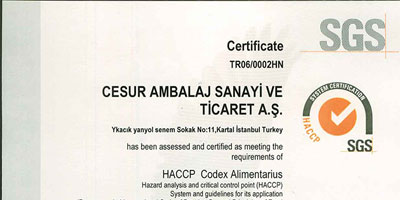 SGS
Certificate
TR06/0002HN
CESUR AMBALAJ SANAYİ VE
TİCARET A.Ş.
Ykacık yanyol senem Sokak No:11,Kartal İstanbul Turkey
has been assessed and certified as meeting the
requirements of
HACCP Codex Alimentarius
Hazard analysis and critical control point (HACCP)
System and guidelines for its application
SYSTEM CERTIFICATION
HACCP
SGS